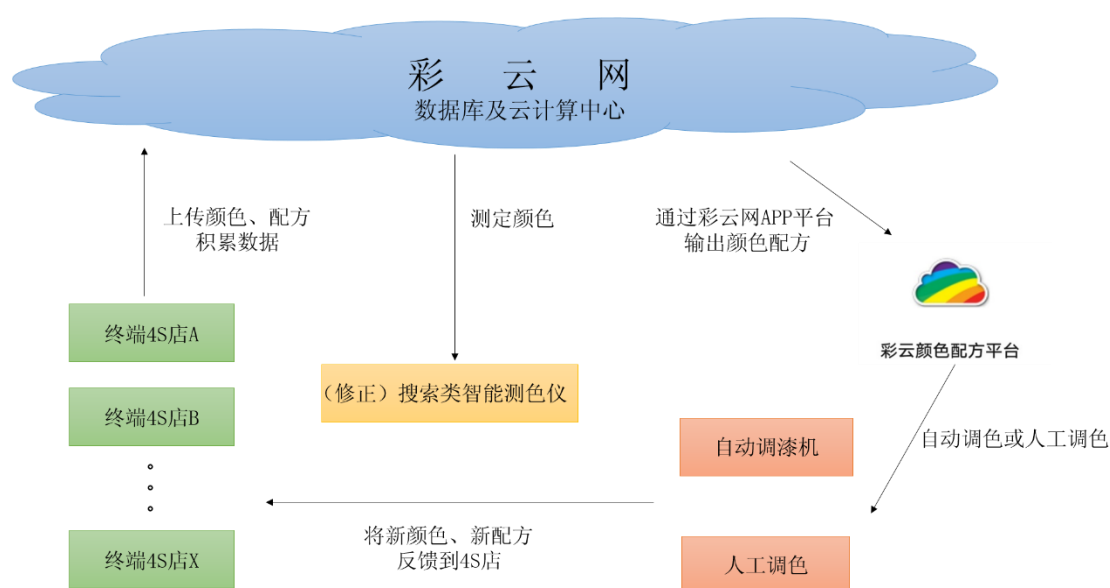 彩 云 网
数据库及云计算中心
上传颜色、配方
积累数据
测定颜色
通过彩云网APP平台
输出颜色配方
终端4S店A
彩云颜色配方平台
(修正)搜索类智能测色仪
终端4S店B
自动调漆机
自动调色或人工调色
将新颜色、新配方
反馈到4S店
终端4S店X
人工调色